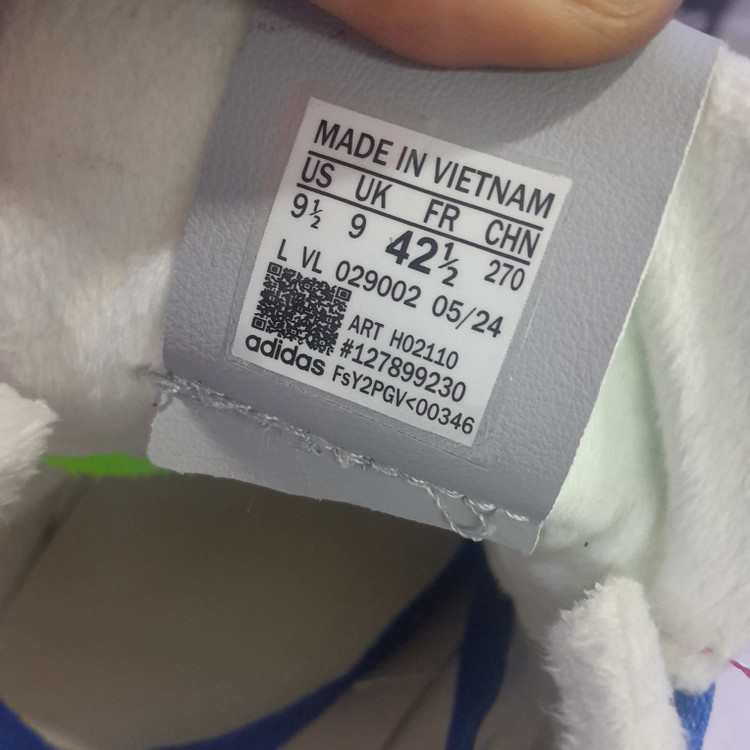 MADE IN VIETNAM
US UK FR CHN
9½ 9 42½ 270
L VL 029002 05/24
ART H02110
#127899230
adidas FsY2PGV<00346